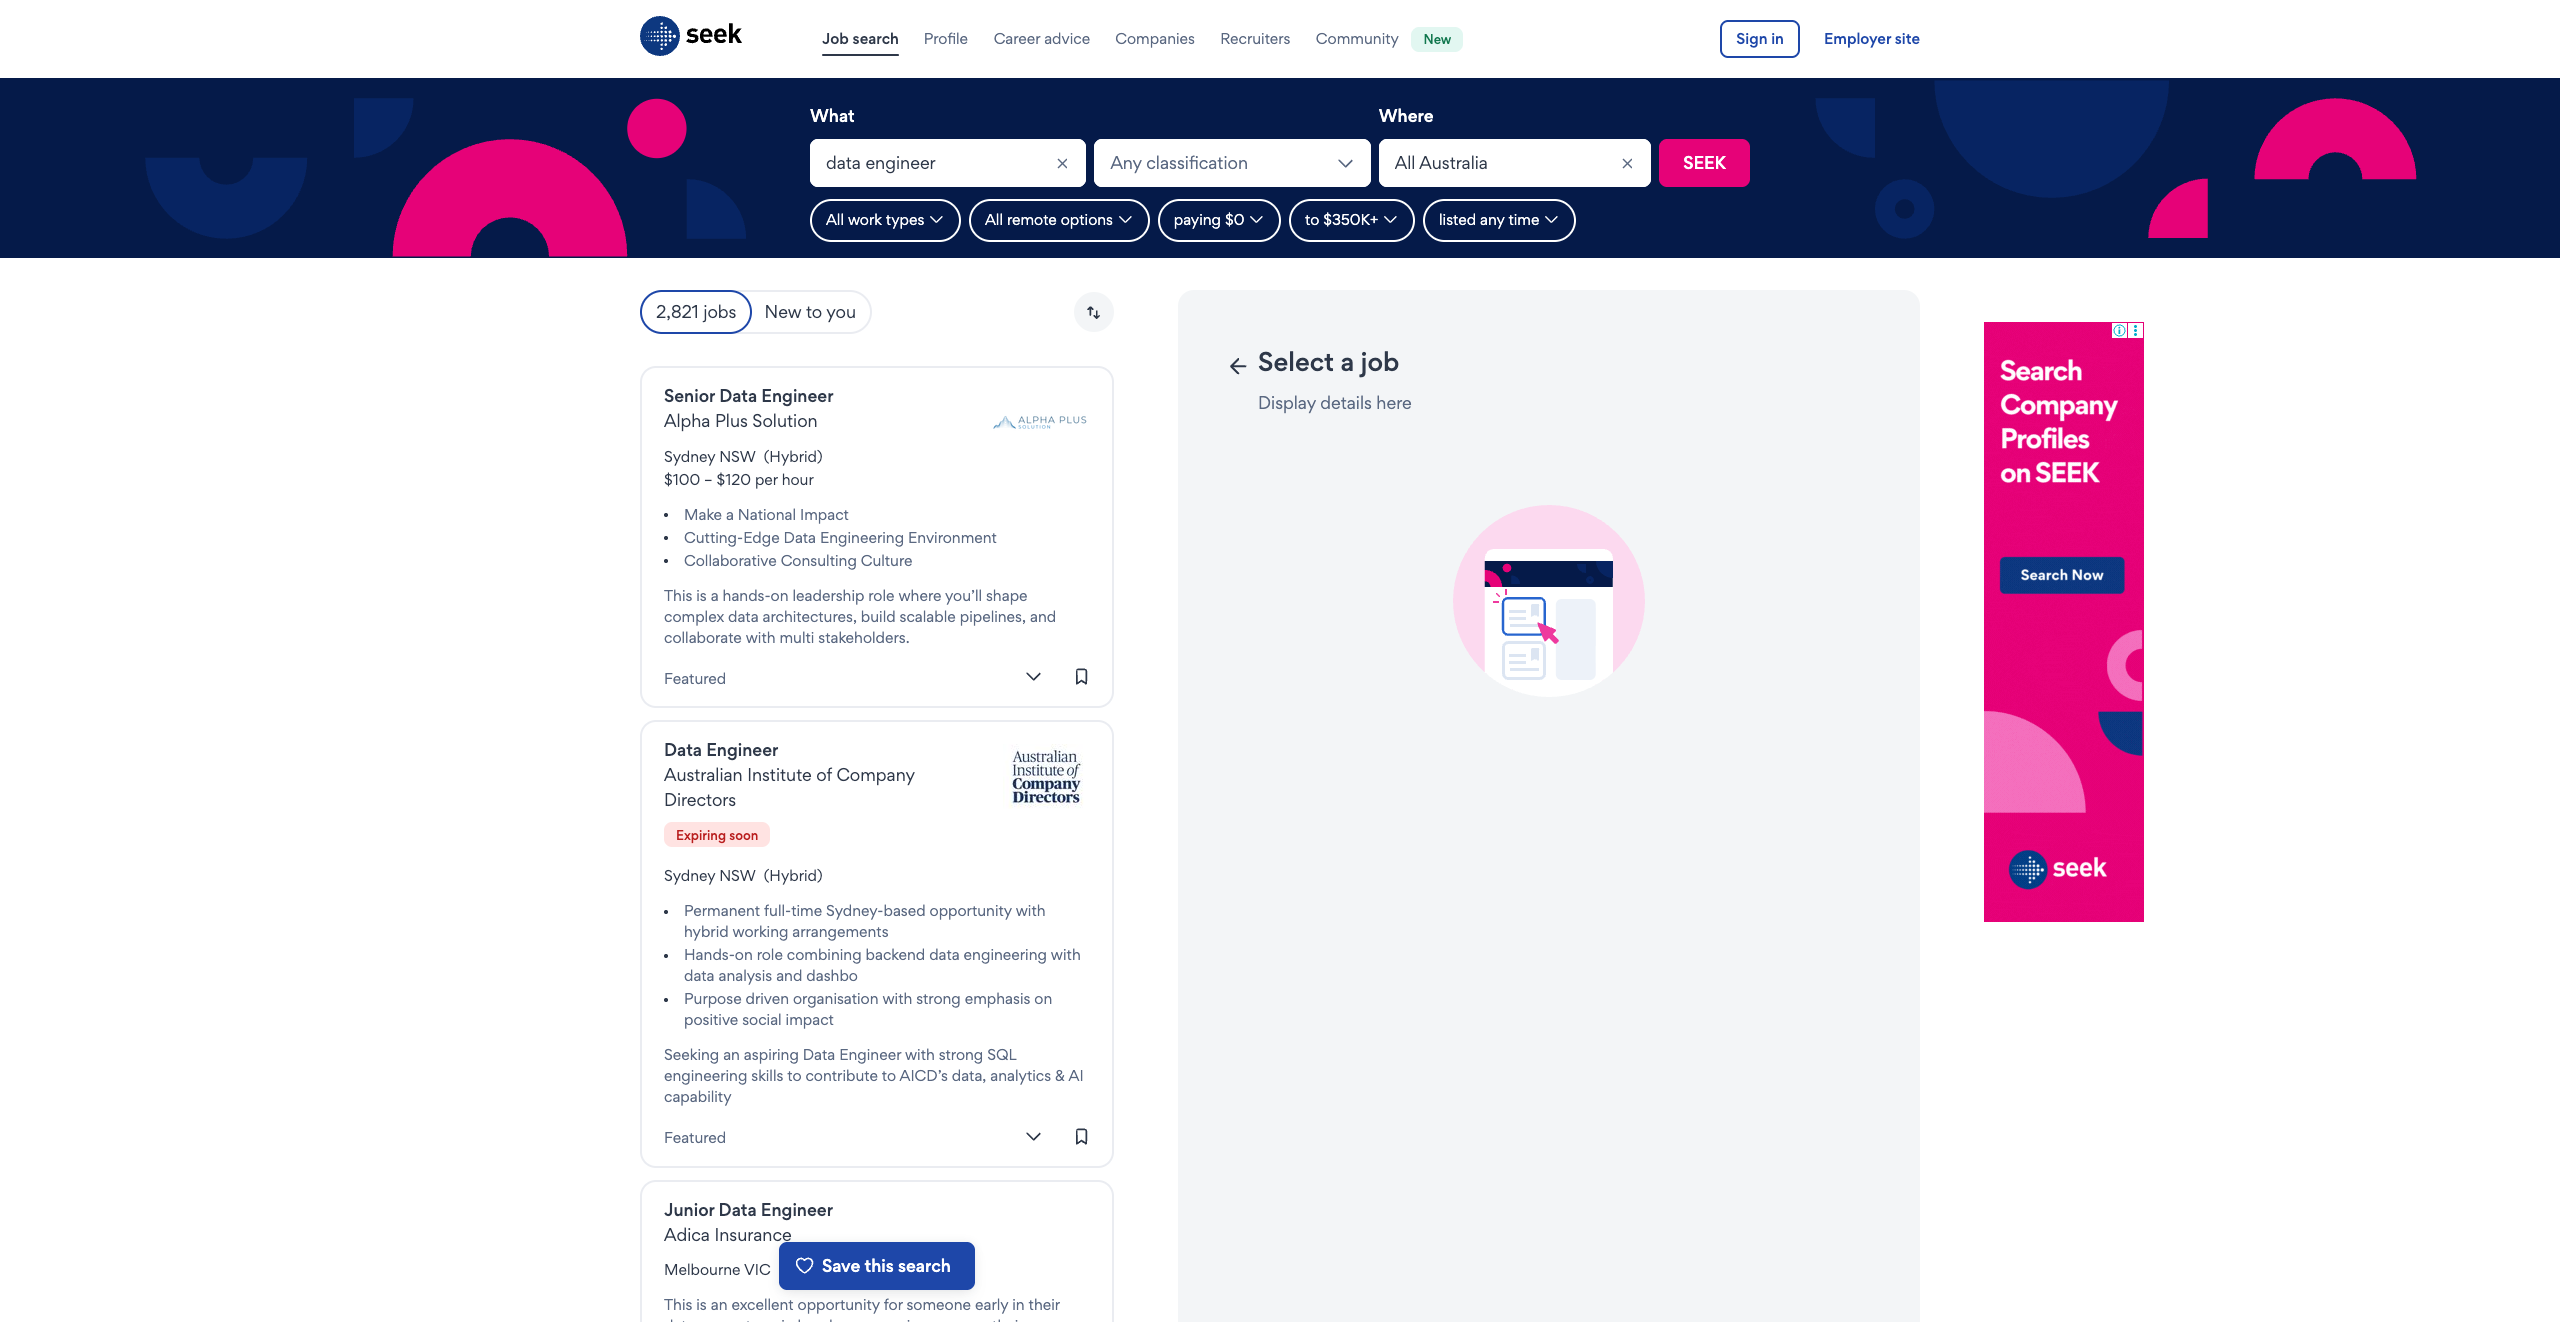 seek
Job search
Profile
Career advice
Companies
Recruiters
Community
New
Sign in
Employer site
What
Where
data engineer
Any classification
All Australia
SEEK
All work types
All remote options
paying $0
to $350K+
listed any time
2,821 jobs
New to you
Senior Data Engineer
Alpha Plus Solution
ALPHA PLUS
SOLUTION
Sydney NSW (Hybrid)
$100 – $120 per hour
• Make a National Impact
• Cutting-Edge Data Engineering Environment
• Collaborative Consulting Culture
This is a hands-on leadership role where you’ll shape
complex data architectures, build scalable pipelines, and
collaborate with multi stakeholders.
Featured
Data Engineer
Australian Institute of Company
Directors
Australian
Institute of
Company
Directors
Expiring soon
Sydney NSW (Hybrid)
• Permanent full-time Sydney-based opportunity with
hybrid working arrangements
• Hands-on role combining backend data engineering with
data analysis and dashbo
• Purpose driven organisation with strong emphasis on
positive social impact
Seeking an aspiring Data Engineer with strong SQL
engineering skills to contribute to AICD’s data, analytics & AI
capability
Featured
Junior Data Engineer
Adica Insurance
Melbourne VIC
Save this search
This is an excellent opportunity for someone early in their
Select a job
Display details here
Search
Company
Profiles
on SEEK
Search Now
seek